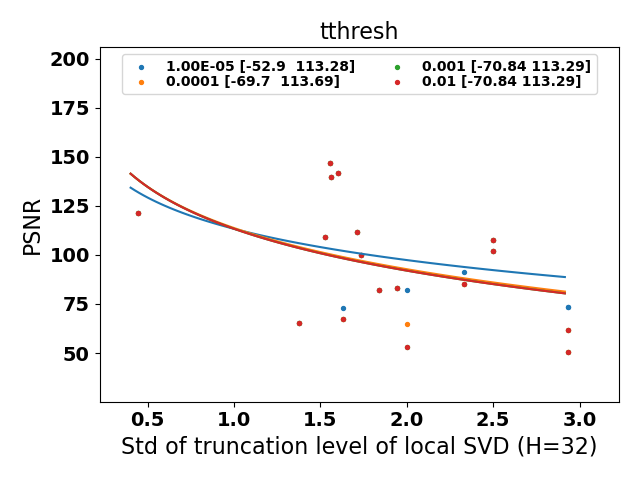 tthresh
1.00E-05 [-52.9  113.28]
0.0001 [-69.7  113.69]
0.001 [-70.84 113.29]
0.01 [-70.84 113.29]
PSNR
200
175
150
125
100
75
50
0.5 1.0 1.5 2.0 2.5 3.0
Std of truncation level of local SVD (H=32)